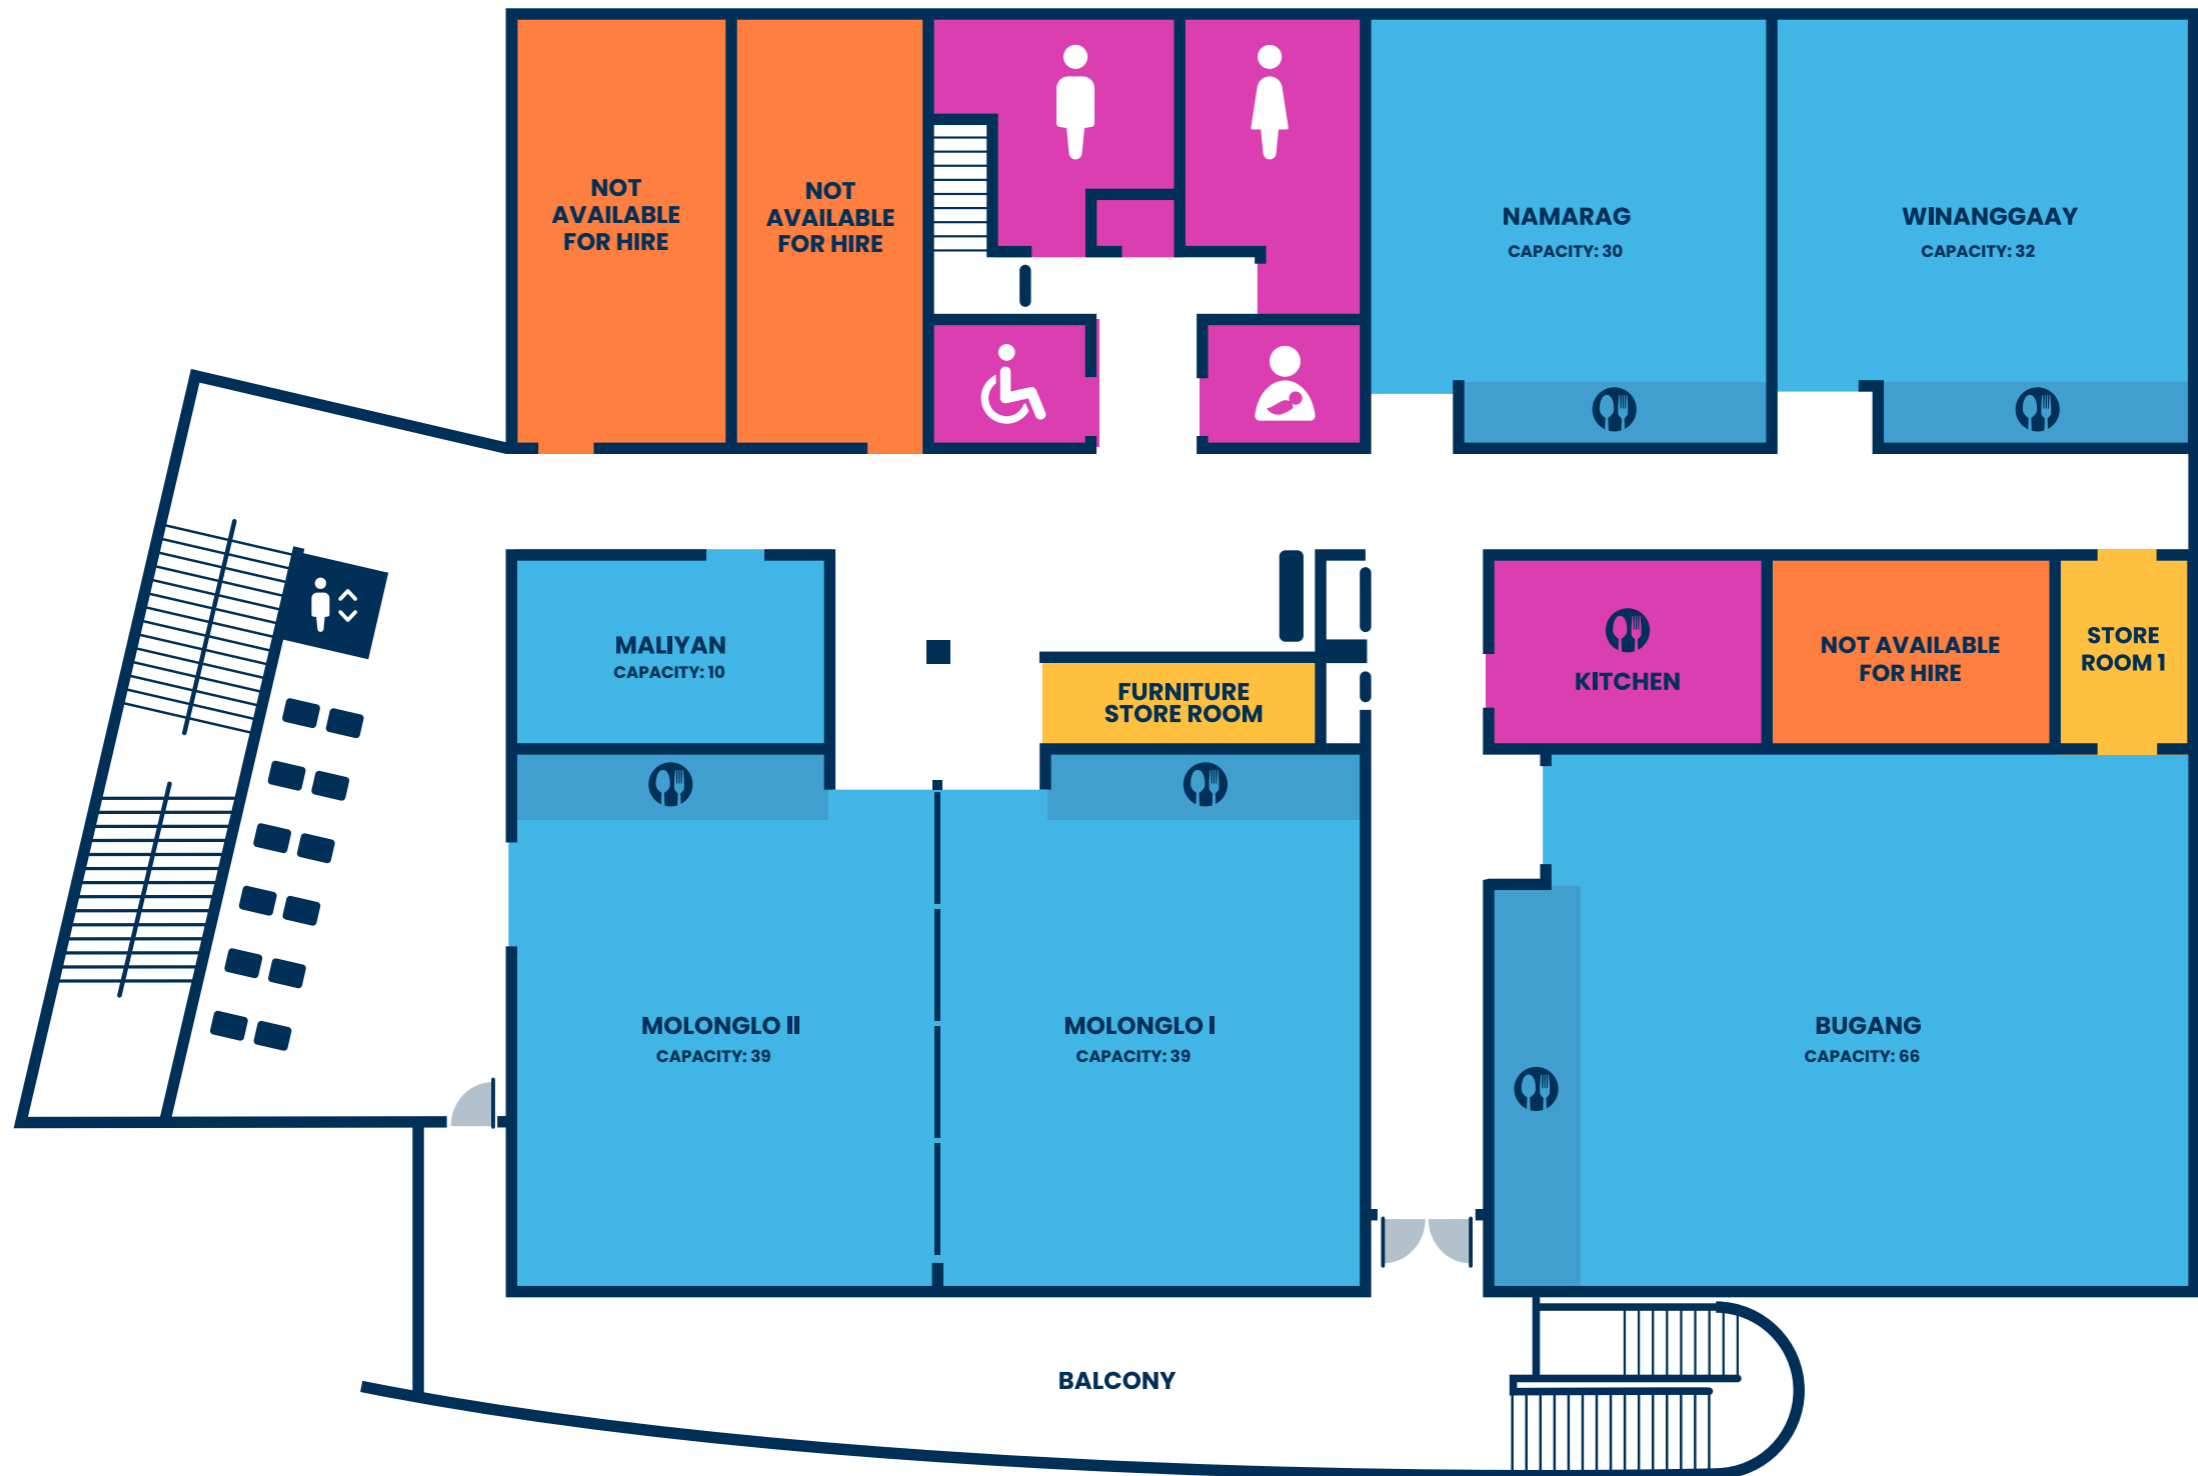 NOT
AVAILABLE
FOR HIRE
NOT
AVAILABLE
FOR HIRE
NAMARAG
CAPACITY: 30
WINANGGAAY
CAPACITY: 32
MALIYAN
CAPACITY: 10
FURNITURE
STORE ROOM
KITCHEN
NOT AVAILABLE
FOR HIRE
STORE
ROOM 1
MOLONGLO II
CAPACITY: 39
MOLONGLO I
CAPACITY: 39
BUGANG
CAPACITY: 66
BALCONY